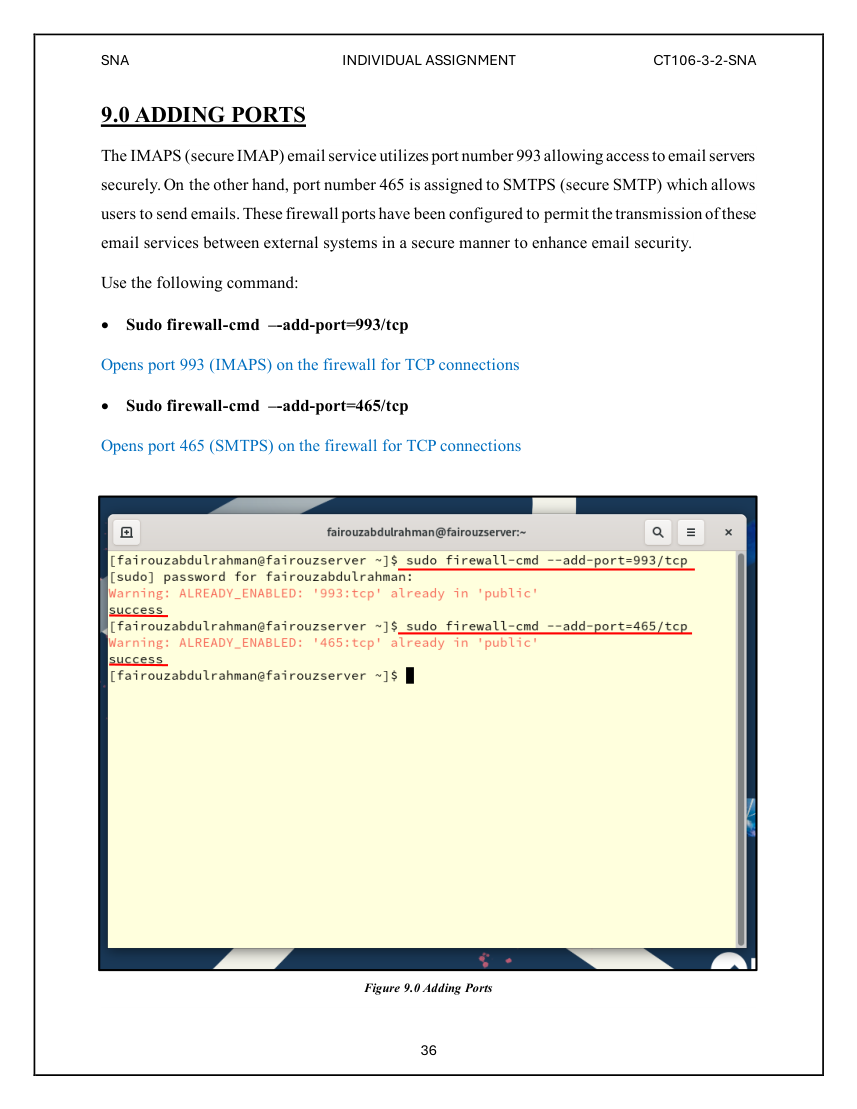 SNA INDIVIDUAL ASSIGNMENT CT106-3-2-SNA
9.0 ADDING PORTS
The IMAPS (secure IMAP) email service utilizes port number 993 allowing access to email servers
securely. On the other hand, port number 465 is assigned to SMTPS (secure SMTP) which allows
users to send emails. These firewall ports have been configured to permit the transmission of these
email services between external systems in a secure manner to enhance email security.
Use the following command:
• Sudo firewall-cmd –-add-port=993/tcp
Opens port 993 (IMAPS) on the firewall for TCP connections
• Sudo firewall-cmd –-add-port=465/tcp
Opens port 465 (SMTPS) on the firewall for TCP connections
fairouzabdulrahman@fairouzserver:~
[fairouzabdulrahman@fairouzserver ~]$ sudo firewall-cmd --add-port=993/tcp
[sudo] password for fairouzabdulrahman:
Warning: ALREADY_ENABLED: '993:tcp' already in 'public'
success
[fairouzabdulrahman@fairouzserver ~]$ sudo firewall-cmd --add-port=465/tcp
Warning: ALREADY_ENABLED: '465:tcp' already in 'public'
success
[fairouzabdulrahman@fairouzserver ~]$
Figure 9.0 Adding Ports
36